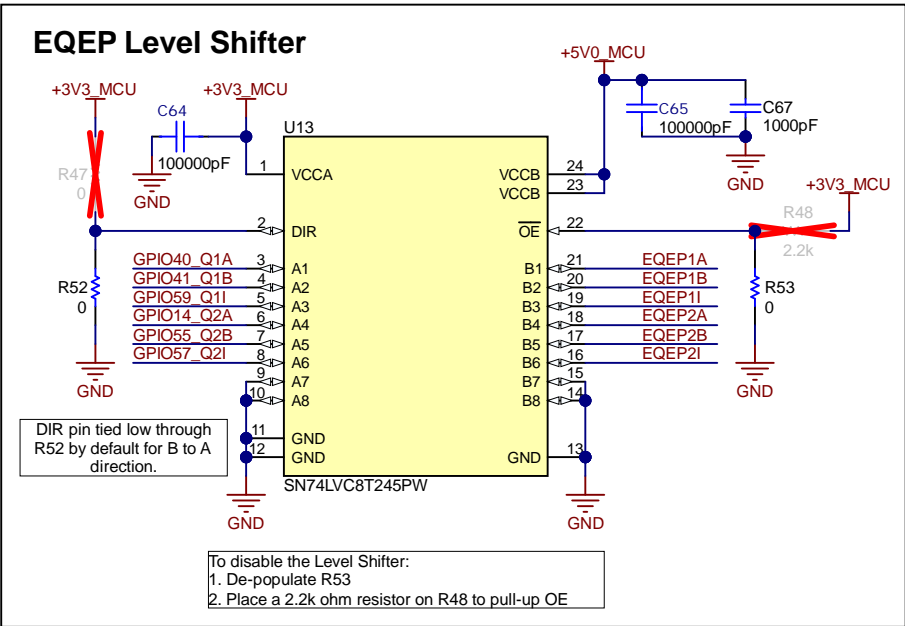 EQEP Level Shifter
+5V0_MCU
+3V3_MCU
+3V3_MCU
C64
100000pF
C65
100000pF
C67
1000pF
GND
GND
R47
0
U13
1
VCCA
VCCB
24
VCCB
23
+3V3_MCU
R48
2.2k
2
DIR
OE
22
R52
0
R53
0
GPIO40_Q1A
3
A1
B1
21
EQEP1A
GPIO41_Q1B
4
A2
B2
20
EQEP1B
GPIO59_Q1I
5
A3
B3
19
EQEP1I
GPIO14_Q2A
6
A4
B4
18
EQEP2A
GPIO55_Q2B
7
A5
B5
17
EQEP2B
GPIO57_Q2I
8
A6
B6
16
EQEP2I
9
A7
B7
15
10
A8
B8
14
GND
GND
11
GND
12
GND
GND
13
SN74LVC8T245PW
GND
GND
DIR pin tied low through
R52 by default for B to A
direction.
To disable the Level Shifter:
1. De-populate R53
2. Place a 2.2k ohm resistor on R48 to pull-up OE